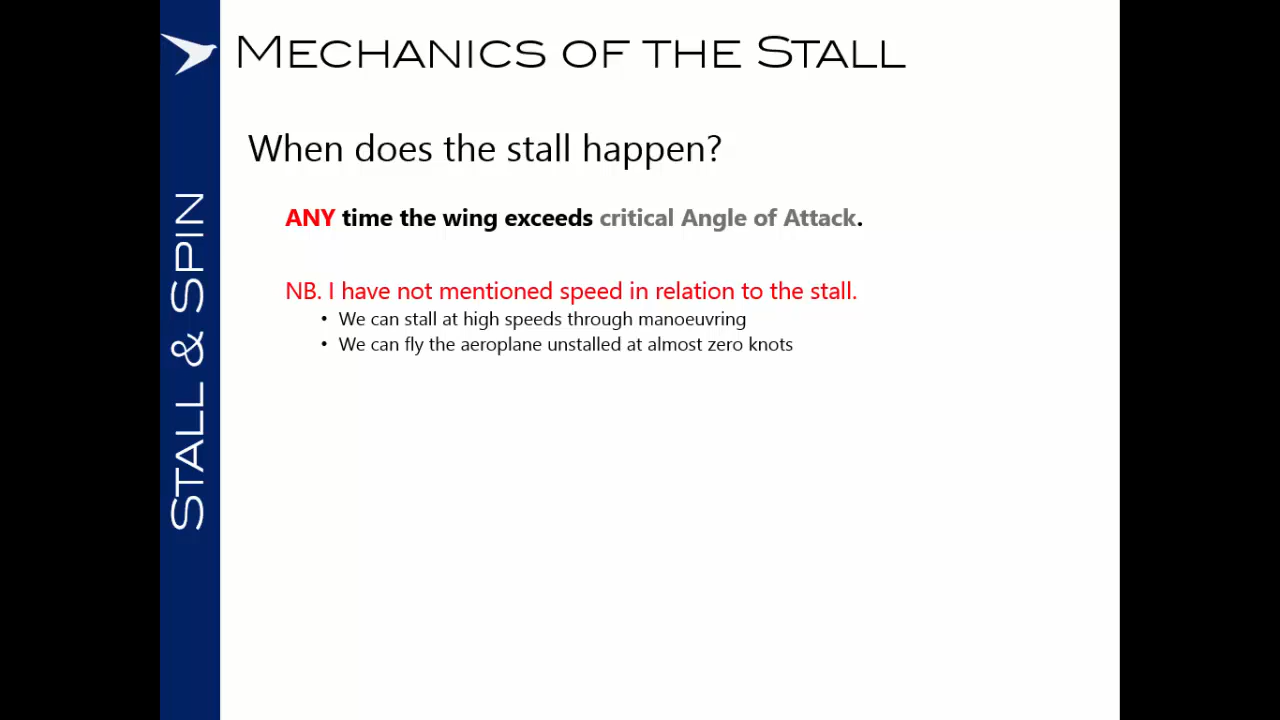 MECHANICS OF THE STALL
When does the stall happen?
ANY time the wing exceeds critical Angle of Attack.
NB. I have not mentioned speed in relation to the stall.
• We can stall at high speeds through manoeuvring
• We can fly the aeroplane unstalled at almost zero knots
STALL & SPIN